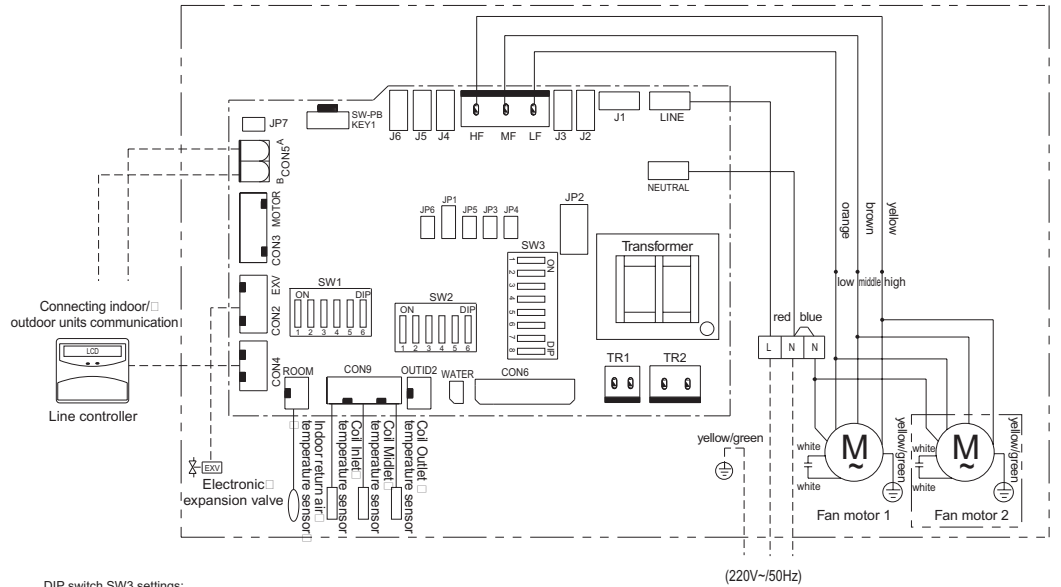 JP7
SW-PB
KEY1
J6
J5
J4
HF
MF
LF
J3
J2
J1
LINE
NEUTRAL
A
B
CON5
MOTOR
CON3
EXV
CON2
CON4
JP6
JP1
JP5
JP3
JP4
JP2
SW3
1
2
3
4
5
6
7
8
ON
DIP
Transformer
SW1
ON
DIP
1 2 3 4 5 6
SW2
ON
DIP
1 2 3 4 5 6
ROOM
CON9
OUTID2
WATER
CON6
TR1
TR2
orange
brown
yellow
low
middle
high
red
blue
L
N
N
Connecting indoor/□
outdoor units communication
LCD
Line controller
EXV
Electronic□
expansion valve
Indoor return air□
temperature sensor□
Coil Inlet□
temperature sensor
Coil Midlet□
temperature sensor
Coil Outlet□
temperature sensor
yellow/green
white
white
M
~
yellow/green
Fan motor 1
white
white
M
~
yellow/green
Fan motor 2
(220V~/50Hz)
DIP switch SW3 settings: